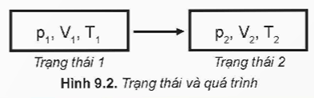 p₁, V₁, T₁ p₂, V₂, T₂
Trạng thái 1 Trạng thái 2
Hình 9.2. Trạng thái và quá trình